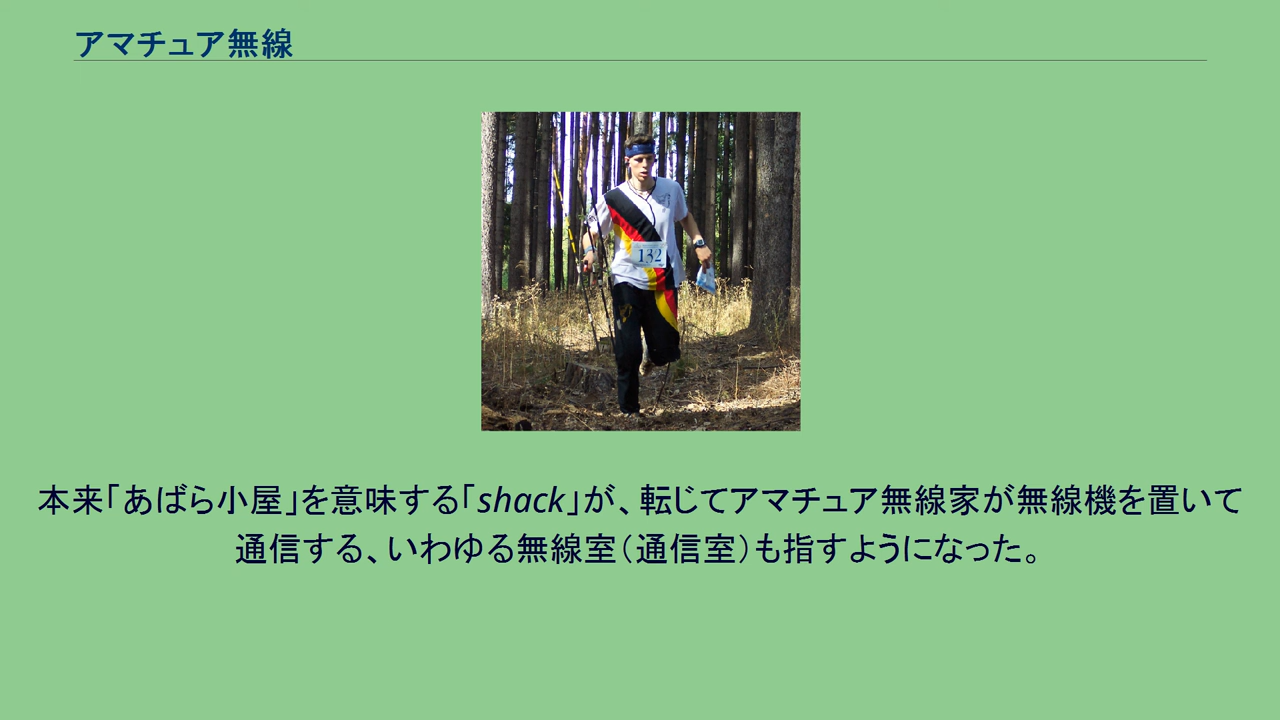 アマチュア無線
132
本来「あばら小屋」を意味する「shack」が、転じてアマチュア無線家が無線機を置いて
通信する、いわゆる無線室（通信室）も指すようになった。